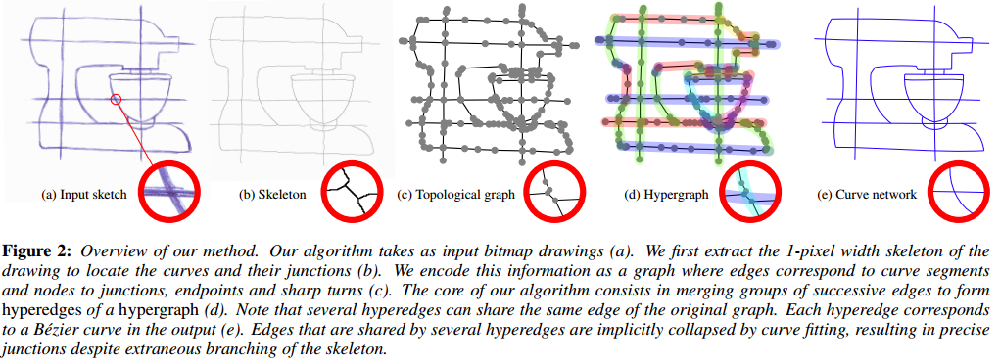 (a) Input sketch
(b) Skeleton
(c) Topological graph
(d) Hypergraph
(e) Curve network
Figure 2: Overview of our method. Our algorithm takes as input bitmap drawings (a). We first extract the 1-pixel width skeleton of the
drawing to locate the curves and their junctions (b). We encode this information as a graph where edges correspond to curve segments
and nodes to junctions, endpoints and sharp turns (c). The core of our algorithm consists in merging groups of successive edges to form
hyperedges of a hypergraph (d). Note that several hyperedges can share the same edge of the original graph. Each hyperedge corresponds
to a Bézier curve in the output (e). Edges that are shared by several hyperedges are implicitly collapsed by curve fitting, resulting in precise
junctions despite extraneous branching of the skeleton.